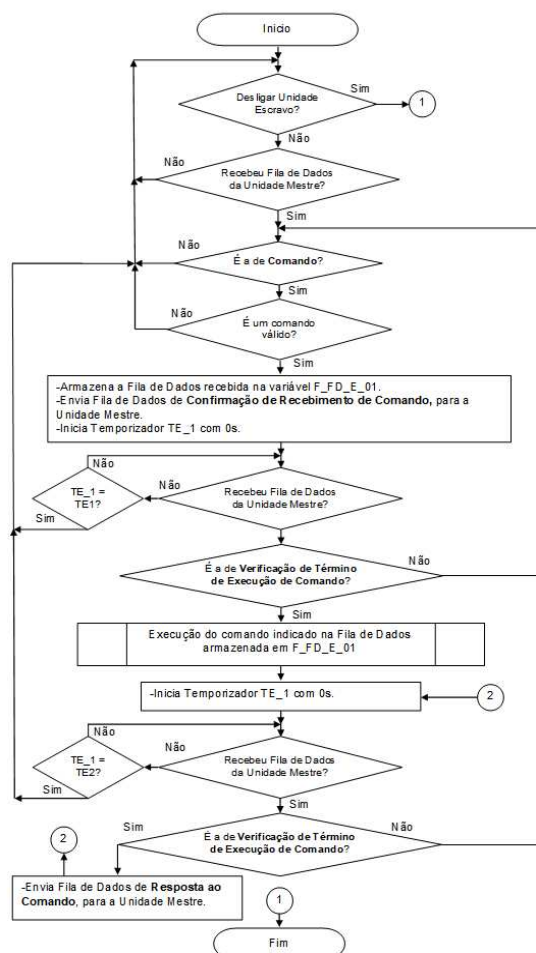 Inicio
Desligar Unidade
Escravo?
Sim
1
Não
Não
Recebeu Fila de Dados
da Unidade Mestre?
Sim
Não
É a de Comando?
Sim
Não
É um comando
válido?
Sim
-Armazena a Fila de Dados recebida na variável F_FD_E_01.
-Envia Fila de Dados de Confirmação de Recebimento de Comando, para a
Unidade Mestre.
-Inicia Temporizador TE_1 com 0s.
Não
TE_1 =
TE1?
Não
Recebeu Fila de Dados
da Unidade Mestre?
Sim
Sim
É a de Verificação de Término
de Execução de Comando?
Não
Sim
Execução do comando indicado na Fila de Dados
armazenada em F_FD_E_01
-Inicia Temporizador TE_1 com 0s.
2
Não
TE_1 =
TE2?
Não
Recebeu Fila de Dados
da Unidade Mestre?
Sim
Sim
Sim
É a de Verificação de Término
de Execução de Comando?
Não
2
-Envia Fila de Dados de Resposta ao
Comando, para a Unidade Mestre.
1
Fim